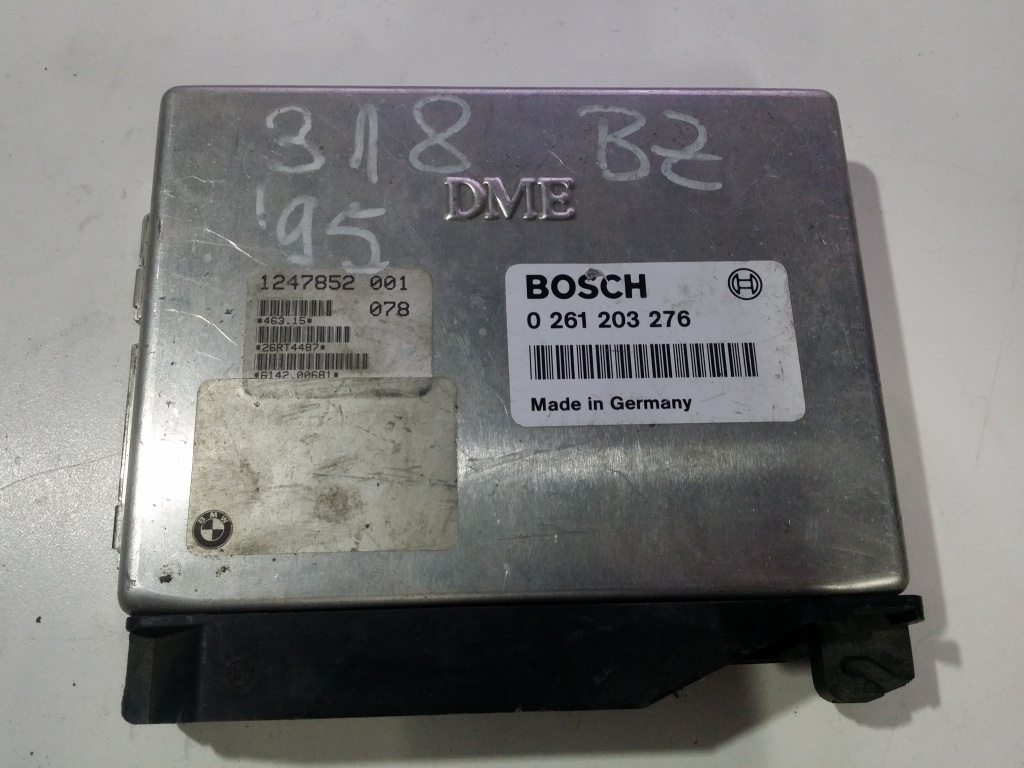 318 BZ
DME
'95
1247852 001
078
*463.15*
*26RT4487*
*6142.00681*
BOSCH
0 261 203 276
Made in Germany
BMW